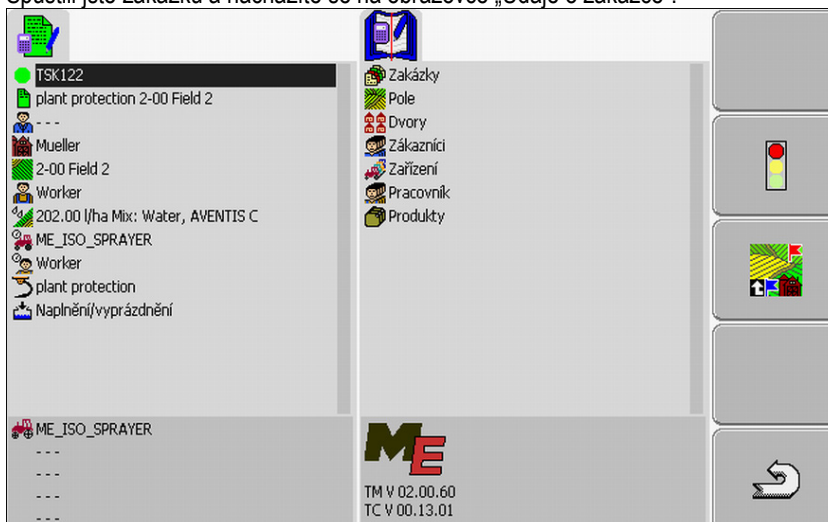 Spustili jste zakázku a nacházíte se na obrazovce „Údaje o zakázce“.
TSK122
plant protection 2-00 Field 2
- - -
Mueller
2-00 Field 2
Worker
202.00 l/ha Mix: Water, AVENTIS C
ME_ISO_SPRAYER
Worker
plant protection
Naplnění/vyprázdnění
ME_ISO_SPRAYER
- - -
- - -
- - -
- - -
Zakázky
Pole
Dvory
Zákazníci
Zařízení
Pracovník
Produkty
ME
TM V 02.00.60
TC V 00.13.01